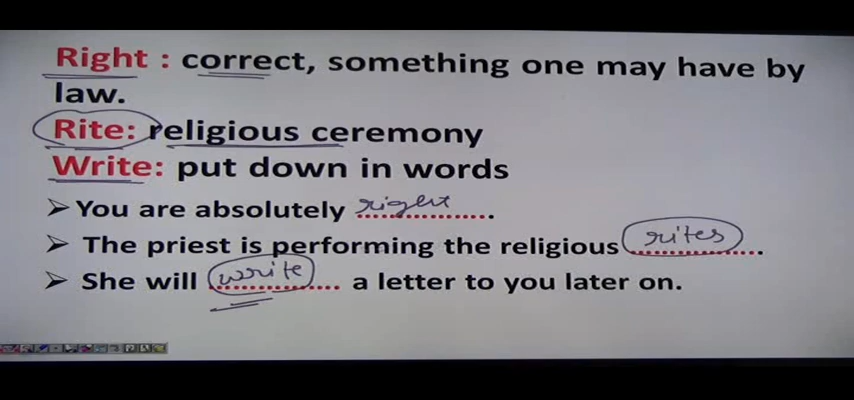 Right : correct, something one may have by
law.
Rite: religious ceremony
Write: put down in words
➢ You are absolutely right.
➢ The priest is performing the religious rites.
➢ She will write a letter to you later on.